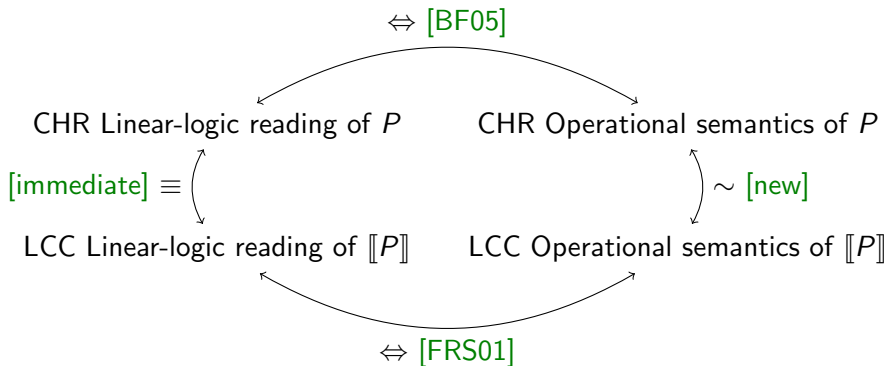 ⇔ [BF05]
CHR Linear-logic reading of P
CHR Operational semantics of P
[immediate] ≡
∼ [new]
LCC Linear-logic reading of ⟦P⟧
LCC Operational semantics of ⟦P⟧
⇔ [FRS01]